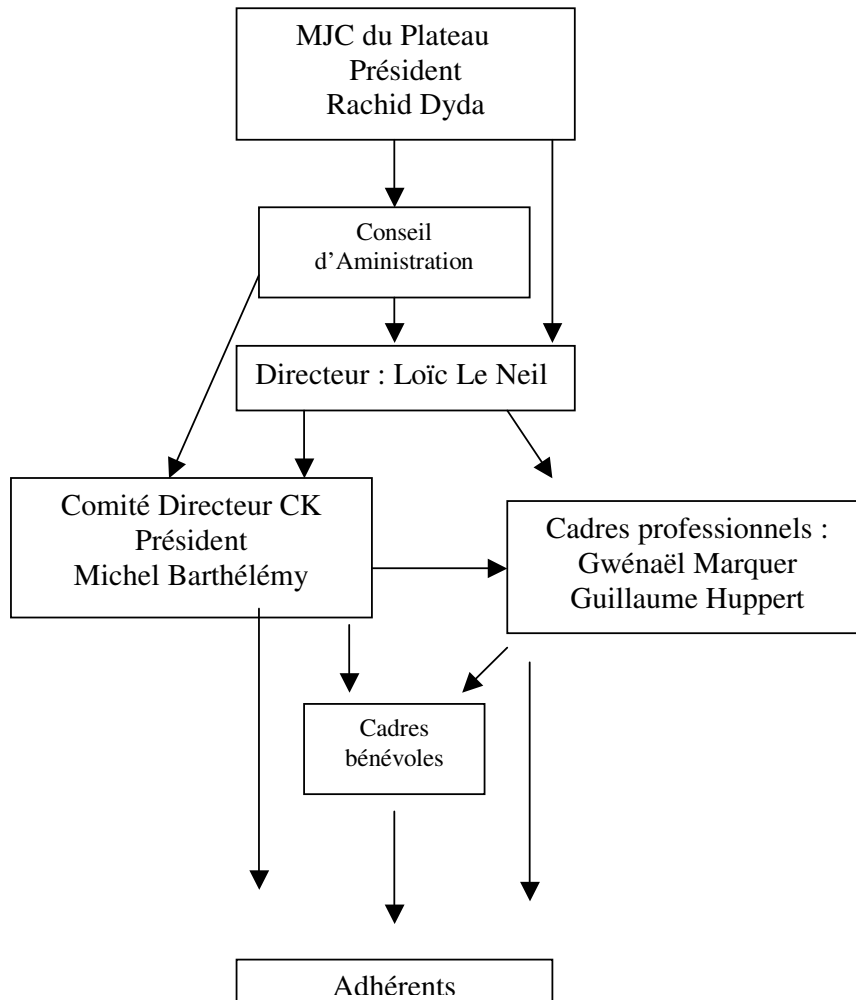 MJC du Plateau
Président
Rachid Dyda
Conseil
d’Aministration
Directeur : Loïc Le Neil
Comité Directeur CK
Président
Michel Barthélémy
Cadres professionnels :
Gwénaël Marquer
Guillaume Huppert
Cadres
bénévoles
Adhérents